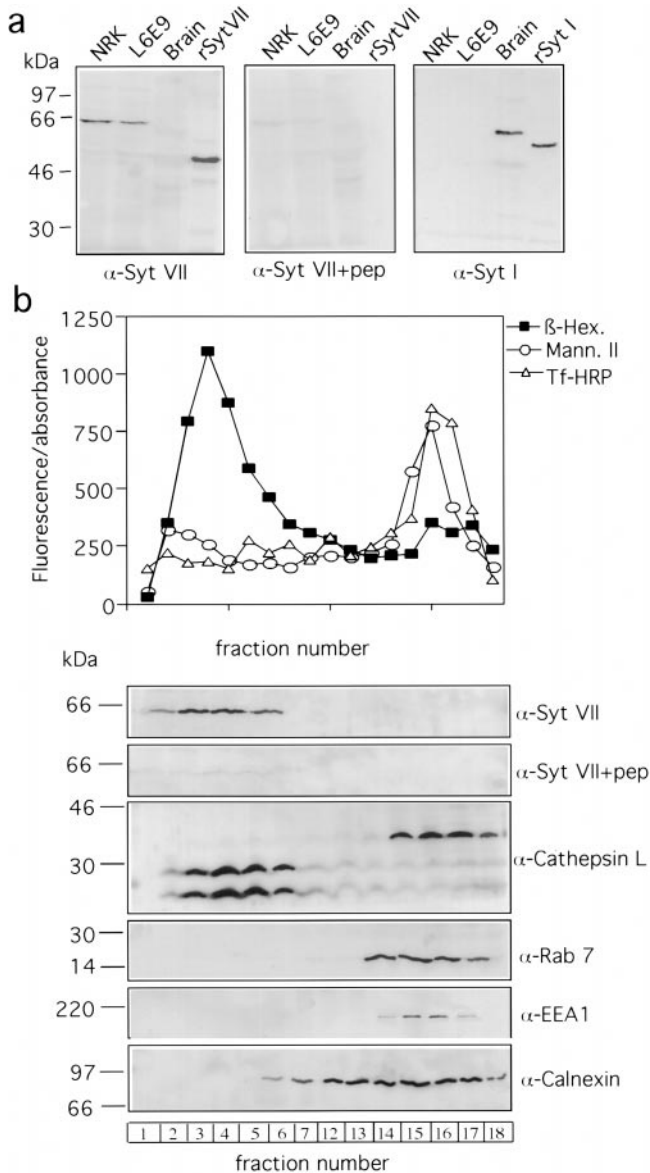 a
NRK L6E9 Brain rSytVII
NRK L6E9 Brain rSytVII
NRK L6E9 Brain rSyt I
kDa
97
66
46
30
α-Syt VII
α-Syt VII+pep
α-Syt I
b
1250
1000
750
500
250
0
Fluorescence/absorbance
ß-Hex.
Mann. II
Tf-HRP
fraction number
kDa
66
α-Syt VII
66
α-Syt VII+pep
46
30
α-Cathepsin L
30
14
α-Rab 7
220
α-EEA1
97
66
α-Calnexin
1 2 3 4 5 6 7 12 13 14 15 16 17 18
fraction number